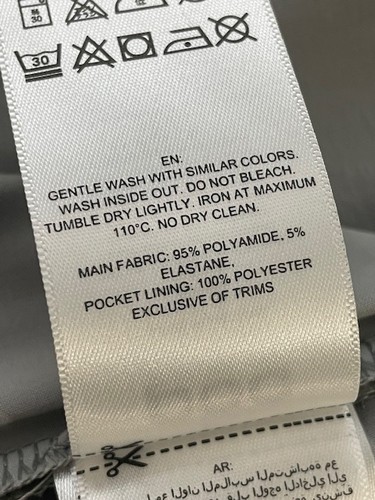 30
30
EN:
GENTLE WASH WITH SIMILAR COLORS.
WASH INSIDE OUT. DO NOT BLEACH.
TUMBLE DRY LIGHTLY. IRON AT MAXIMUM
110°C. NO DRY CLEAN.
MAIN FABRIC: 95% POLYAMIDE, 5%
ELASTANE,
POCKET LINING: 100% POLYESTER
EXCLUSIVE OF TRIMS
AR: